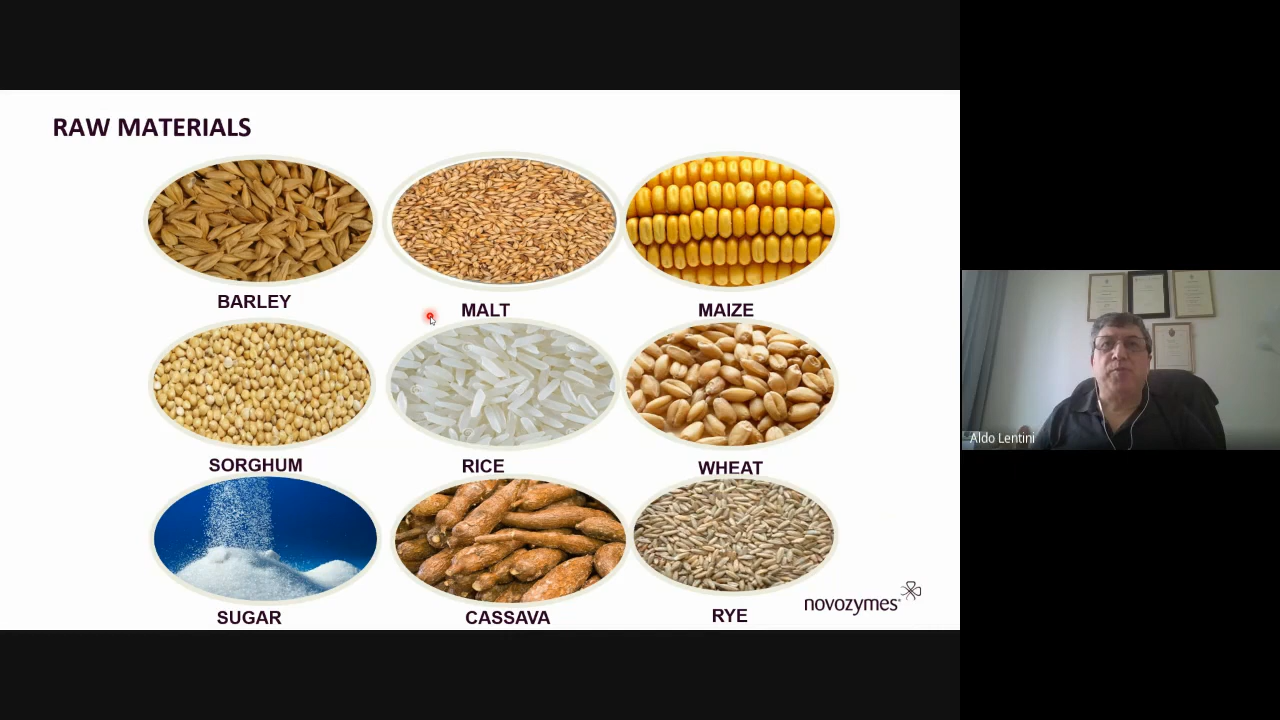 RAW MATERIALS
BARLEY
MALT
MAIZE
SORGHUM
RICE
WHEAT
SUGAR
CASSAVA
RYE
novozymes
Aldo Lentini